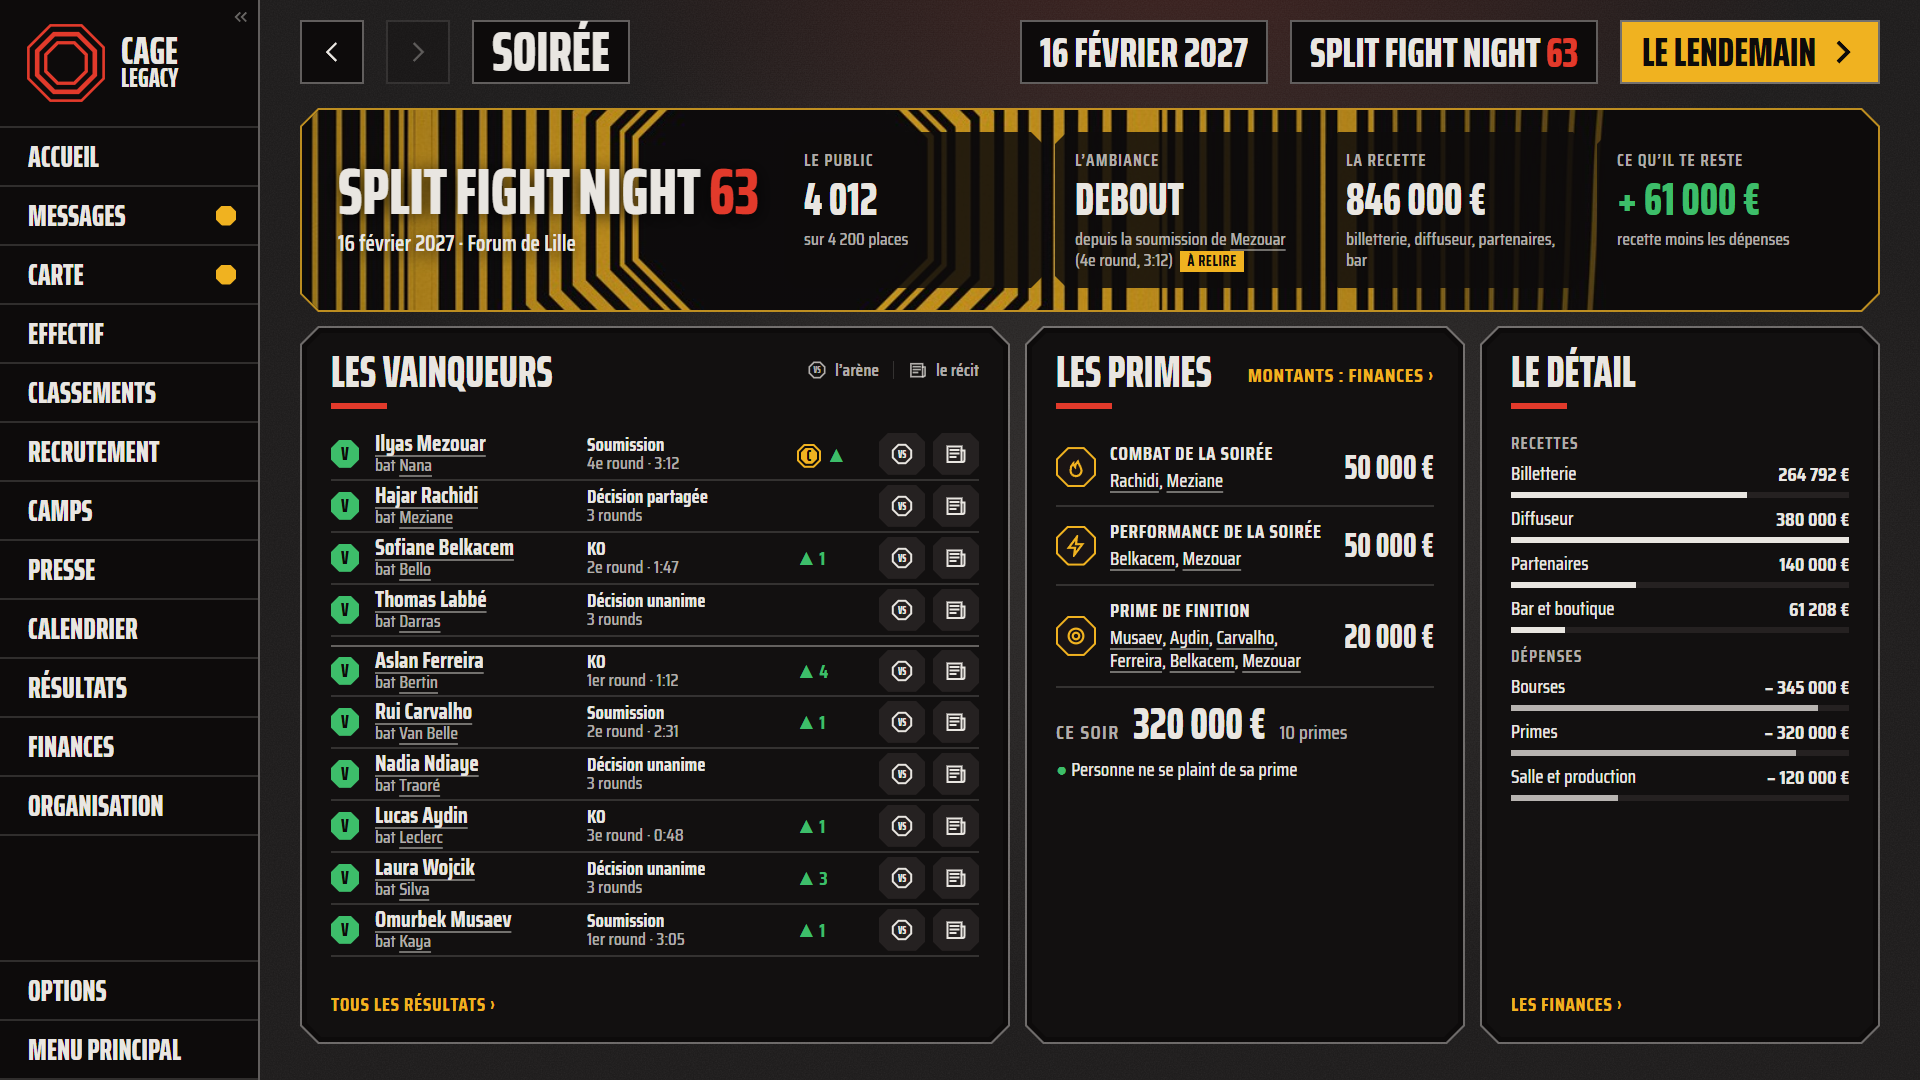 «
CAGE
LEGACY
ACCUEIL
MESSAGES
CARTE
EFFECTIF
CLASSEMENTS
RECRUTEMENT
CAMPS
PRESSE
CALENDRIER
RÉSULTATS
FINANCES
ORGANISATION
OPTIONS
MENU PRINCIPAL
SOIRÉE
16 FÉVRIER 2027
SPLIT FIGHT NIGHT 63
LE LENDEMAIN
SPLIT FIGHT NIGHT 63
16 février 2027 · Forum de Lille
LE PUBLIC
4 012
sur 4 200 places
L'AMBIANCE
DEBOUT
depuis la soumission de Mezouar
(4e round, 3:12) À RELIRE
LA RECETTE
846 000 €
billetterie, diffuseur, partenaires,
bar
CE QU'IL TE RESTE
+ 61 000 €
recette moins les dépenses
LES VAINQUEURS
VS l'arène
le récit
V Ilyas Mezouar
bat Nana
Soumission
4e round · 3:12
C ▲
VS
V Hajar Rachidi
bat Meziane
Décision partagée
3 rounds
VS
V Sofiane Belkacem
bat Bello
KO
2e round · 1:47
▲ 1
VS
V Thomas Labbé
bat Darras
Décision unanime
3 rounds
VS
V Aslan Ferreira
bat Bertin
KO
1er round · 1:12
▲ 4
VS
V Rui Carvalho
bat Van Belle
Soumission
2e round · 2:31
▲ 1
VS
V Nadia Ndiaye
bat Traoré
Décision unanime
3 rounds
VS
V Lucas Aydin
bat Leclerc
KO
3e round · 0:48
▲ 1
VS
V Laura Wojcik
bat Silva
Décision unanime
3 rounds
▲ 3
VS
V Omurbek Musaev
bat Kaya
Soumission
1er round · 3:05
▲ 1
VS
TOUS LES RÉSULTATS ›
LES PRIMES
MONTANTS : FINANCES ›
COMBAT DE LA SOIRÉE
Rachidi, Meziane
50 000 €
PERFORMANCE DE LA SOIRÉE
Belkacem, Mezouar
50 000 €
PRIME DE FINITION
Musaev, Aydin, Carvalho,
Ferreira, Belkacem, Mezouar
20 000 €
CE SOIR 320 000 € 10 primes
● Personne ne se plaint de sa prime
LE DÉTAIL
RECETTES
Billetterie 264 792 €
Diffuseur 380 000 €
Partenaires 140 000 €
Bar et boutique 61 208 €
DÉPENSES
Bourses – 345 000 €
Primes – 320 000 €
Salle et production – 120 000 €
LES FINANCES ›